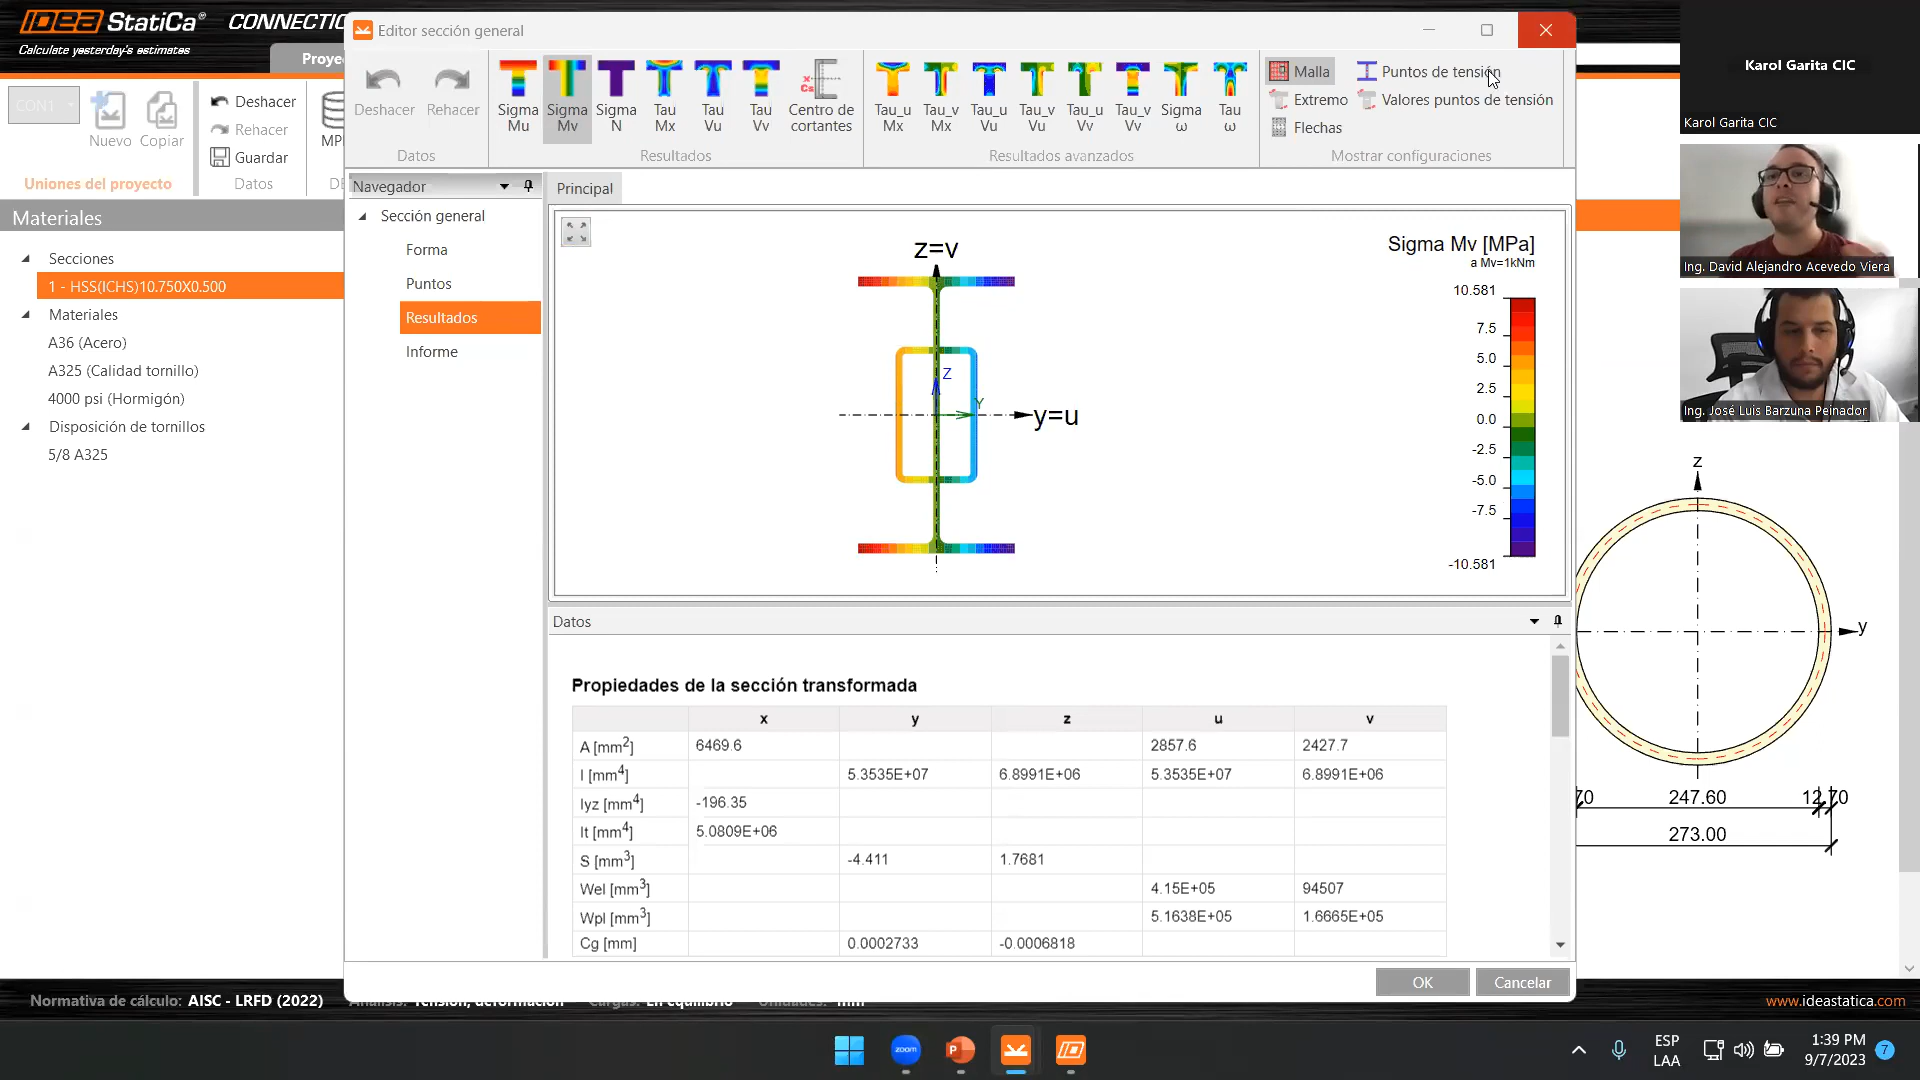 IDEA StatiCa® CONNECTIO
Calculate yesterday's estimates
Proye
CON1
Nuevo
Copiar
Deshacer
Rehacer
Guardar
Uniones del proyecto
Datos
Materiales
Secciones
1 - HSS(ICHS)10.750X0.500
Materiales
A36 (Acero)
A325 (Calidad tornillo)
4000 psi (Hormigón)
Disposición de tornillos
5/8 A325
Editor sección general
Deshacer
Rehacer
Datos
Sigma Mu
Sigma Mv
Sigma N
Tau Mx
Tau Vu
Tau Vv
Centro de cortantes
Resultados
Tau_u Mx
Tau_v Mx
Tau_u Vu
Tau_v Vu
Tau_u Vv
Tau_v Vv
Sigma ω
Tau ω
Resultados avanzados
Malla
Puntos de tensión
Extremo
Valores puntos de tensión
Flechas
Mostrar configuraciones
Navegador
Sección general
Forma
Puntos
Resultados
Informe
Principal
z=v
Z
Y
y=u
Sigma Mv [MPa]
a Mv=1kNm
10.581
7.5
5.0
2.5
0.0
-2.5
-5.0
-7.5
-10.581
Datos
Propiedades de la sección transformada
x y z u v
A [mm2] 6469.6 2857.6 2427.7
I [mm4] 5.3535E+07 6.8991E+06 5.3535E+07 6.8991E+06
Iyz [mm4] -196.35
It [mm4] 5.0809E+06
S [mm3] -4.411 1.7681
Wel [mm3] 4.15E+05 94507
Wpl [mm3] 5.1638E+05 1.6665E+05
Cg [mm] 0.0002733 -0.0006818
OK
Cancelar
Karol Garita CIC
Karol Garita CIC
Ing. David Alejandro Acevedo Viera
Ing. José Luis Barzuna Peinador
z
y
247.60
12.70
273.00
Normativa de cálculo: AISC - LRFD (2022)
www.ideastatica.com
zoom
ESP
LAA
1:39 PM
9/7/2023
7